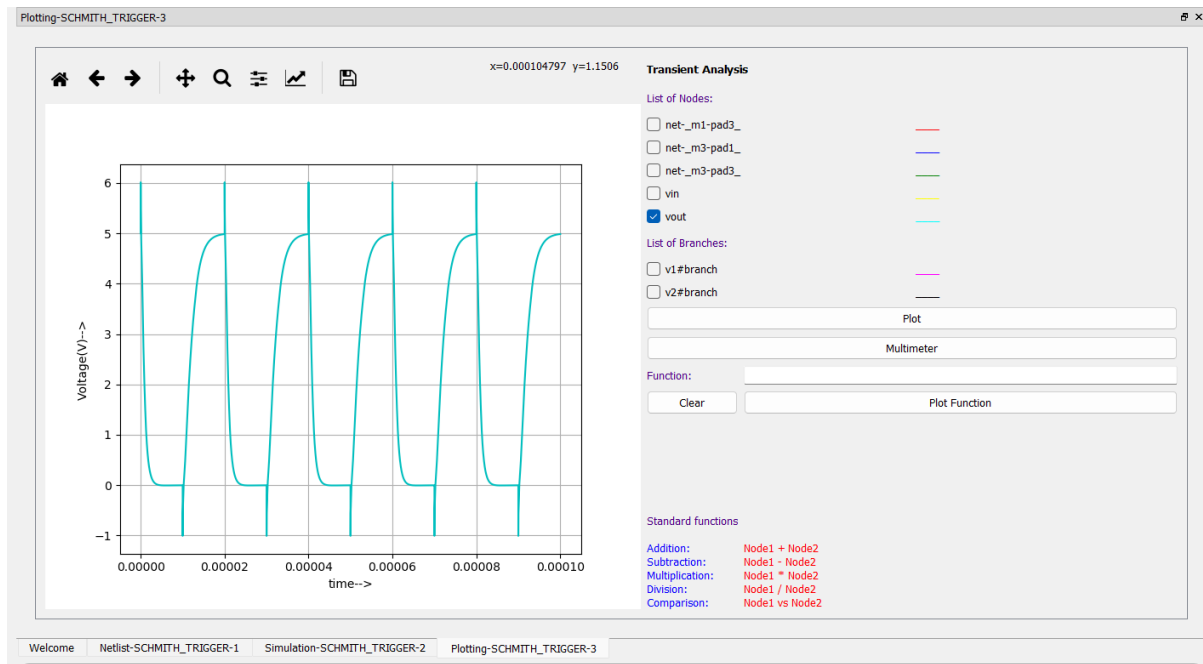 Plotting-SCHMITH_TRIGGER-3
x=0.000104797 y=1.1506
Transient Analysis
List of Nodes:
net-_m1-pad3_
net-_m3-pad1_
net-_m3-pad3_
vin
vout
List of Branches:
v1#branch
v2#branch
Plot
Multimeter
Function:
Clear
Plot Function
Standard functions
Addition: Node1 + Node2
Subtraction: Node1 - Node2
Multiplication: Node1 * Node2
Division: Node1 / Node2
Comparison: Node1 vs Node2
Voltage(V)-->
6
5
4
3
2
1
0
−1
0.00000 0.00002 0.00004 0.00006 0.00008 0.00010
time-->
Welcome Netlist-SCHMITH_TRIGGER-1 Simulation-SCHMITH_TRIGGER-2 Plotting-SCHMITH_TRIGGER-3